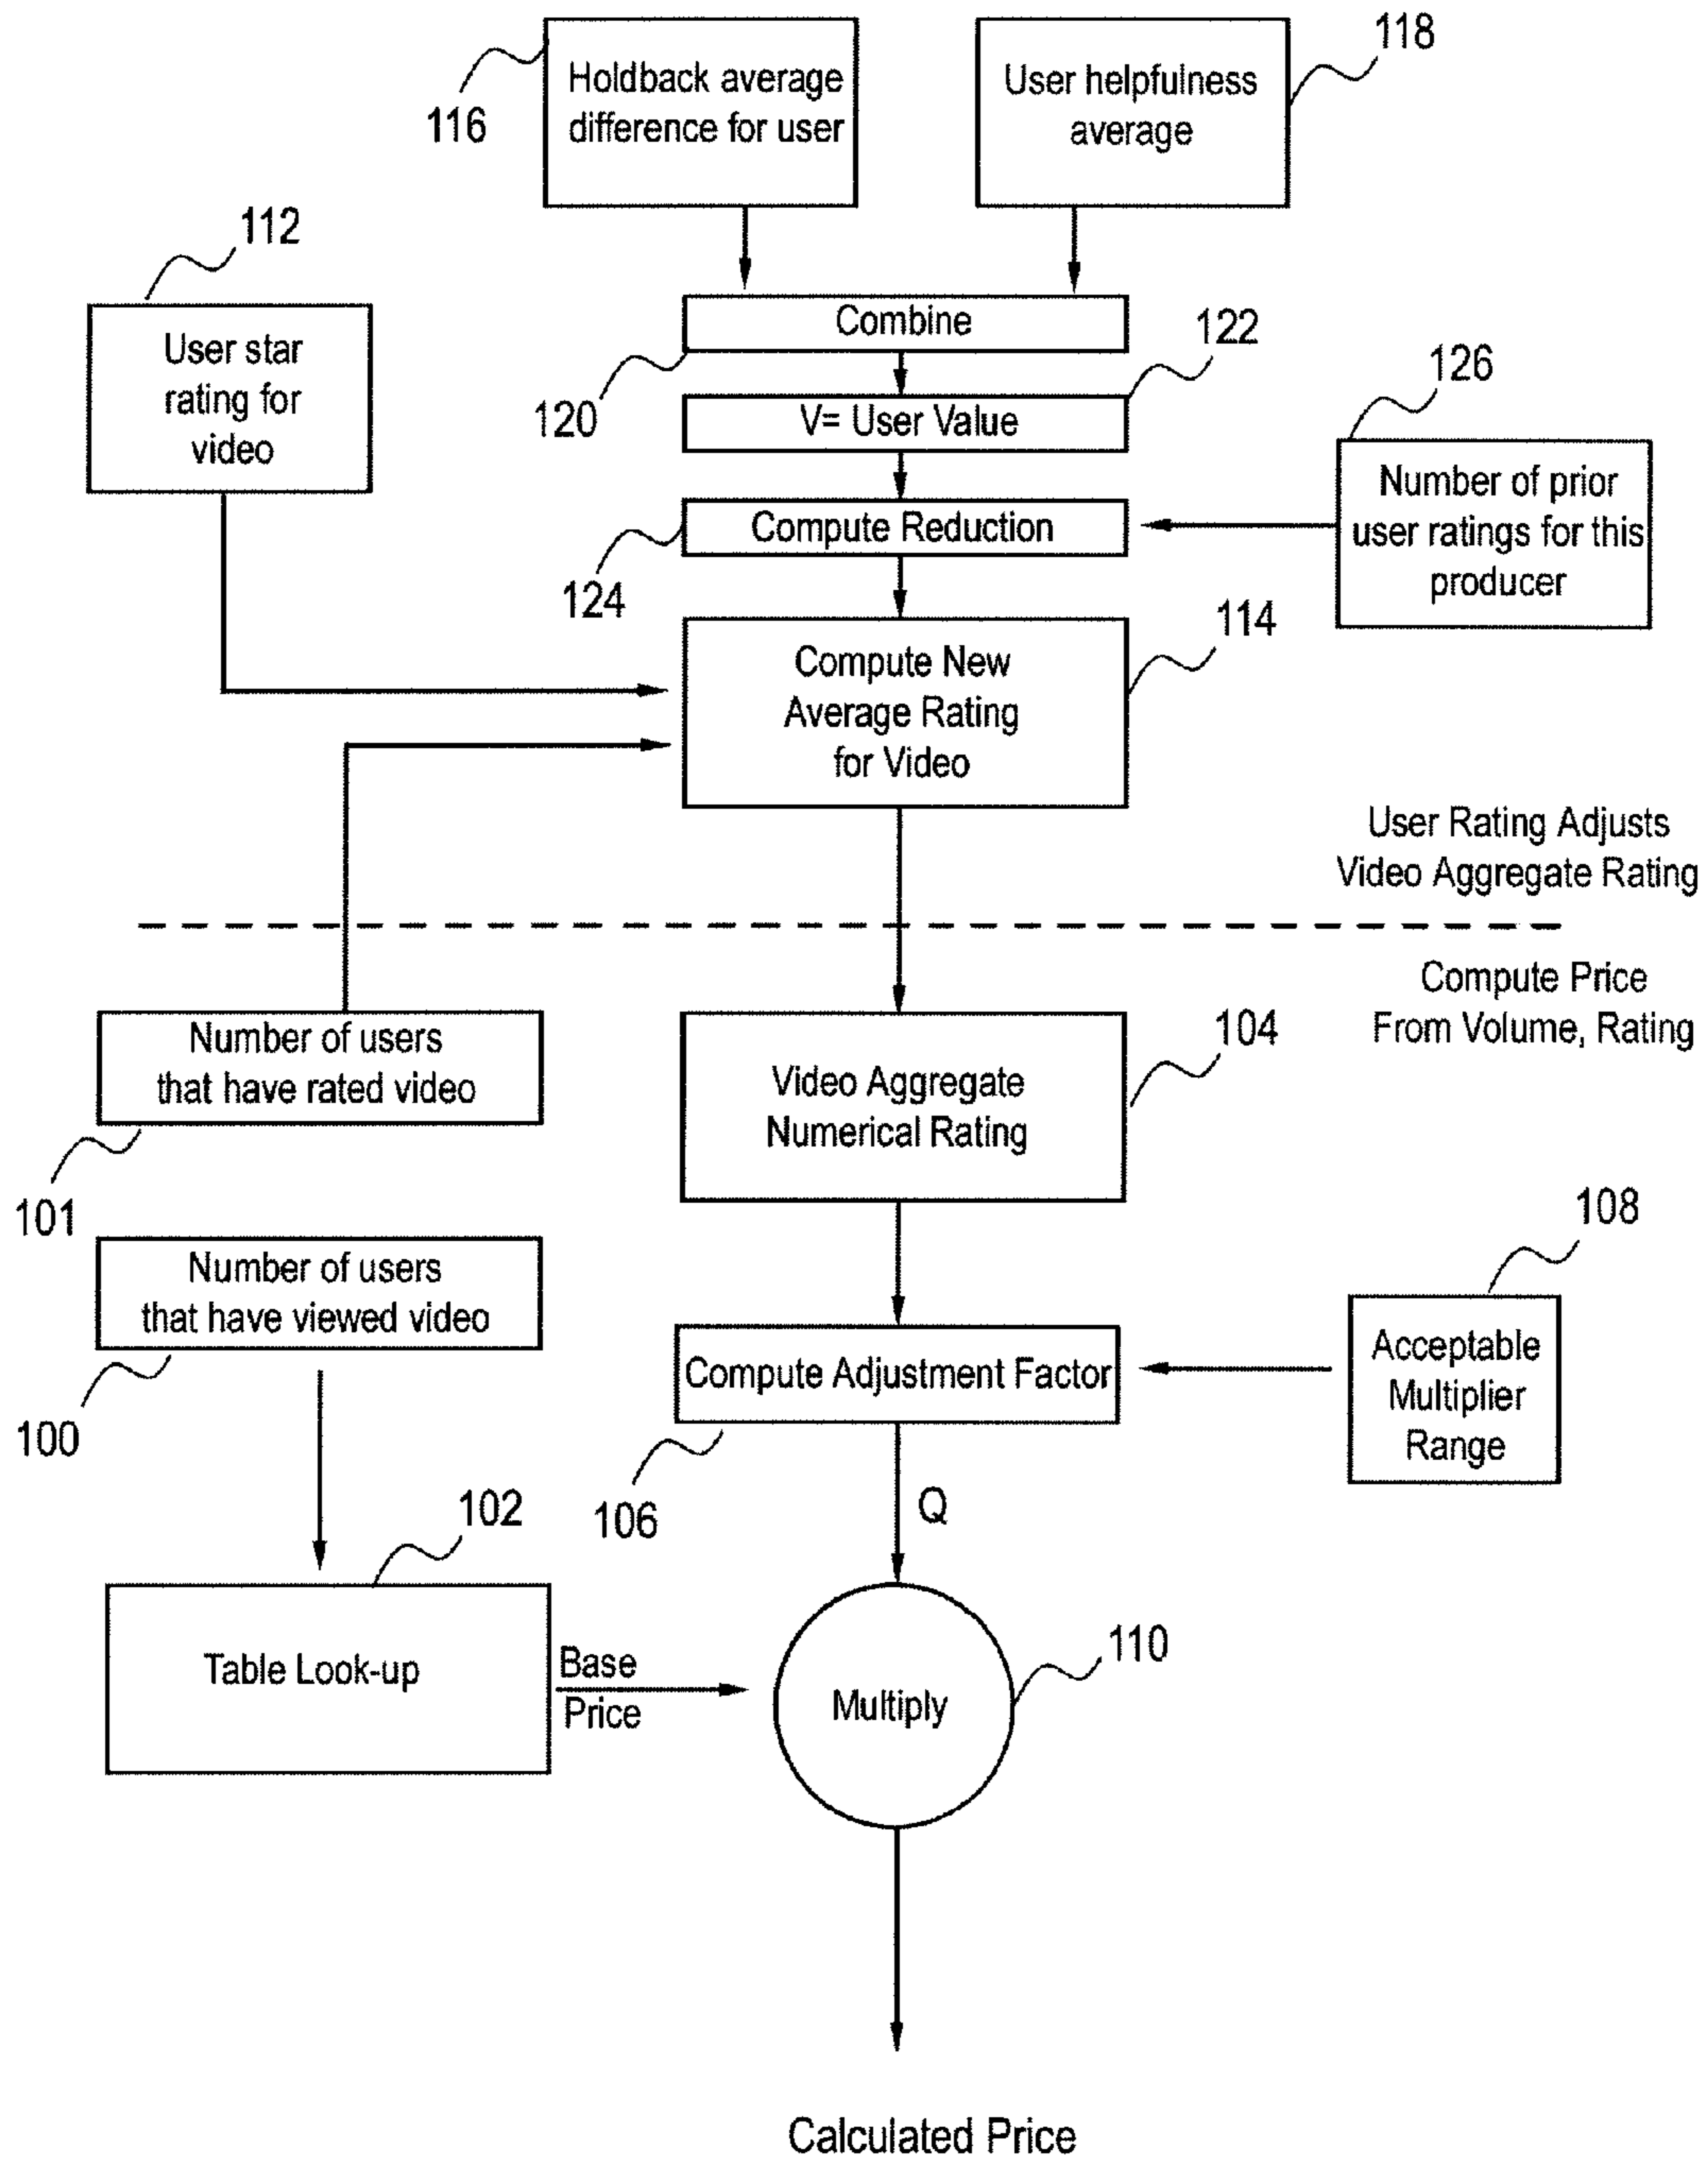 Holdback average
difference for user
116
User helpfulness
average
118
112
User star
rating for
video
Combine
120
122
V= User Value
126
Number of prior
user ratings for this
producer
Compute Reduction
124
114
Compute New
Average Rating
for Video
User Rating Adjusts
Video Aggregate Rating
Compute Price
From Volume, Rating
Number of users
that have rated video
101
104
Video Aggregate
Numerical Rating
Number of users
that have viewed video
100
108
Acceptable
Multiplier
Range
Compute Adjustment Factor
106
Q
102
Table Look-up
Base
Price
110
Multiply
Calculated Price